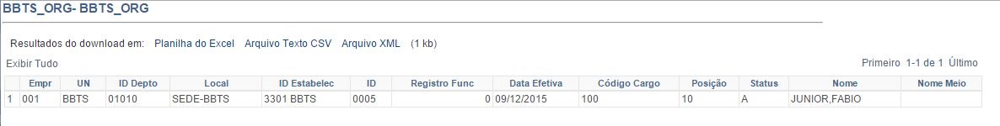 BBTS_ORG- BBTS_ORG
Resultados do download em: Planilha do Excel Arquivo Texto CSV Arquivo XML (1 kb)
Exibir Tudo Primeiro 1-1 de 1 Último
Empr UN ID Depto Local ID Estabelec ID Registro Func Data Efetiva Código Cargo Posição Status Nome Nome Meio
1 001 BBTS 01010 SEDE-BBTS 3301 BBTS 0005 0 09/12/2015 100 10 A JUNIOR,FABIO